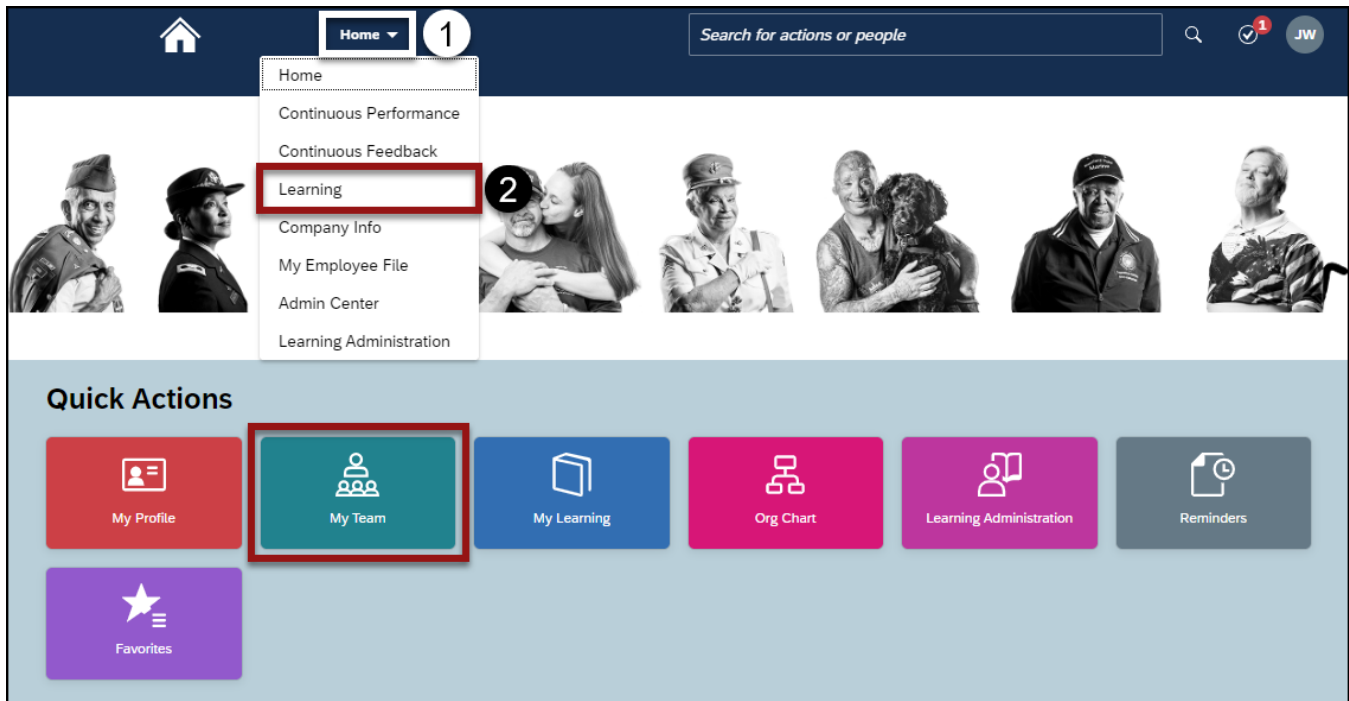 Home
1
Search for actions or people
1
JW
Home
Continuous Performance
Continuous Feedback
Learning
2
Company Info
My Employee File
Admin Center
Learning Administration
Quick Actions
My Profile
My Team
My Learning
Org Chart
Learning Administration
Reminders
Favorites